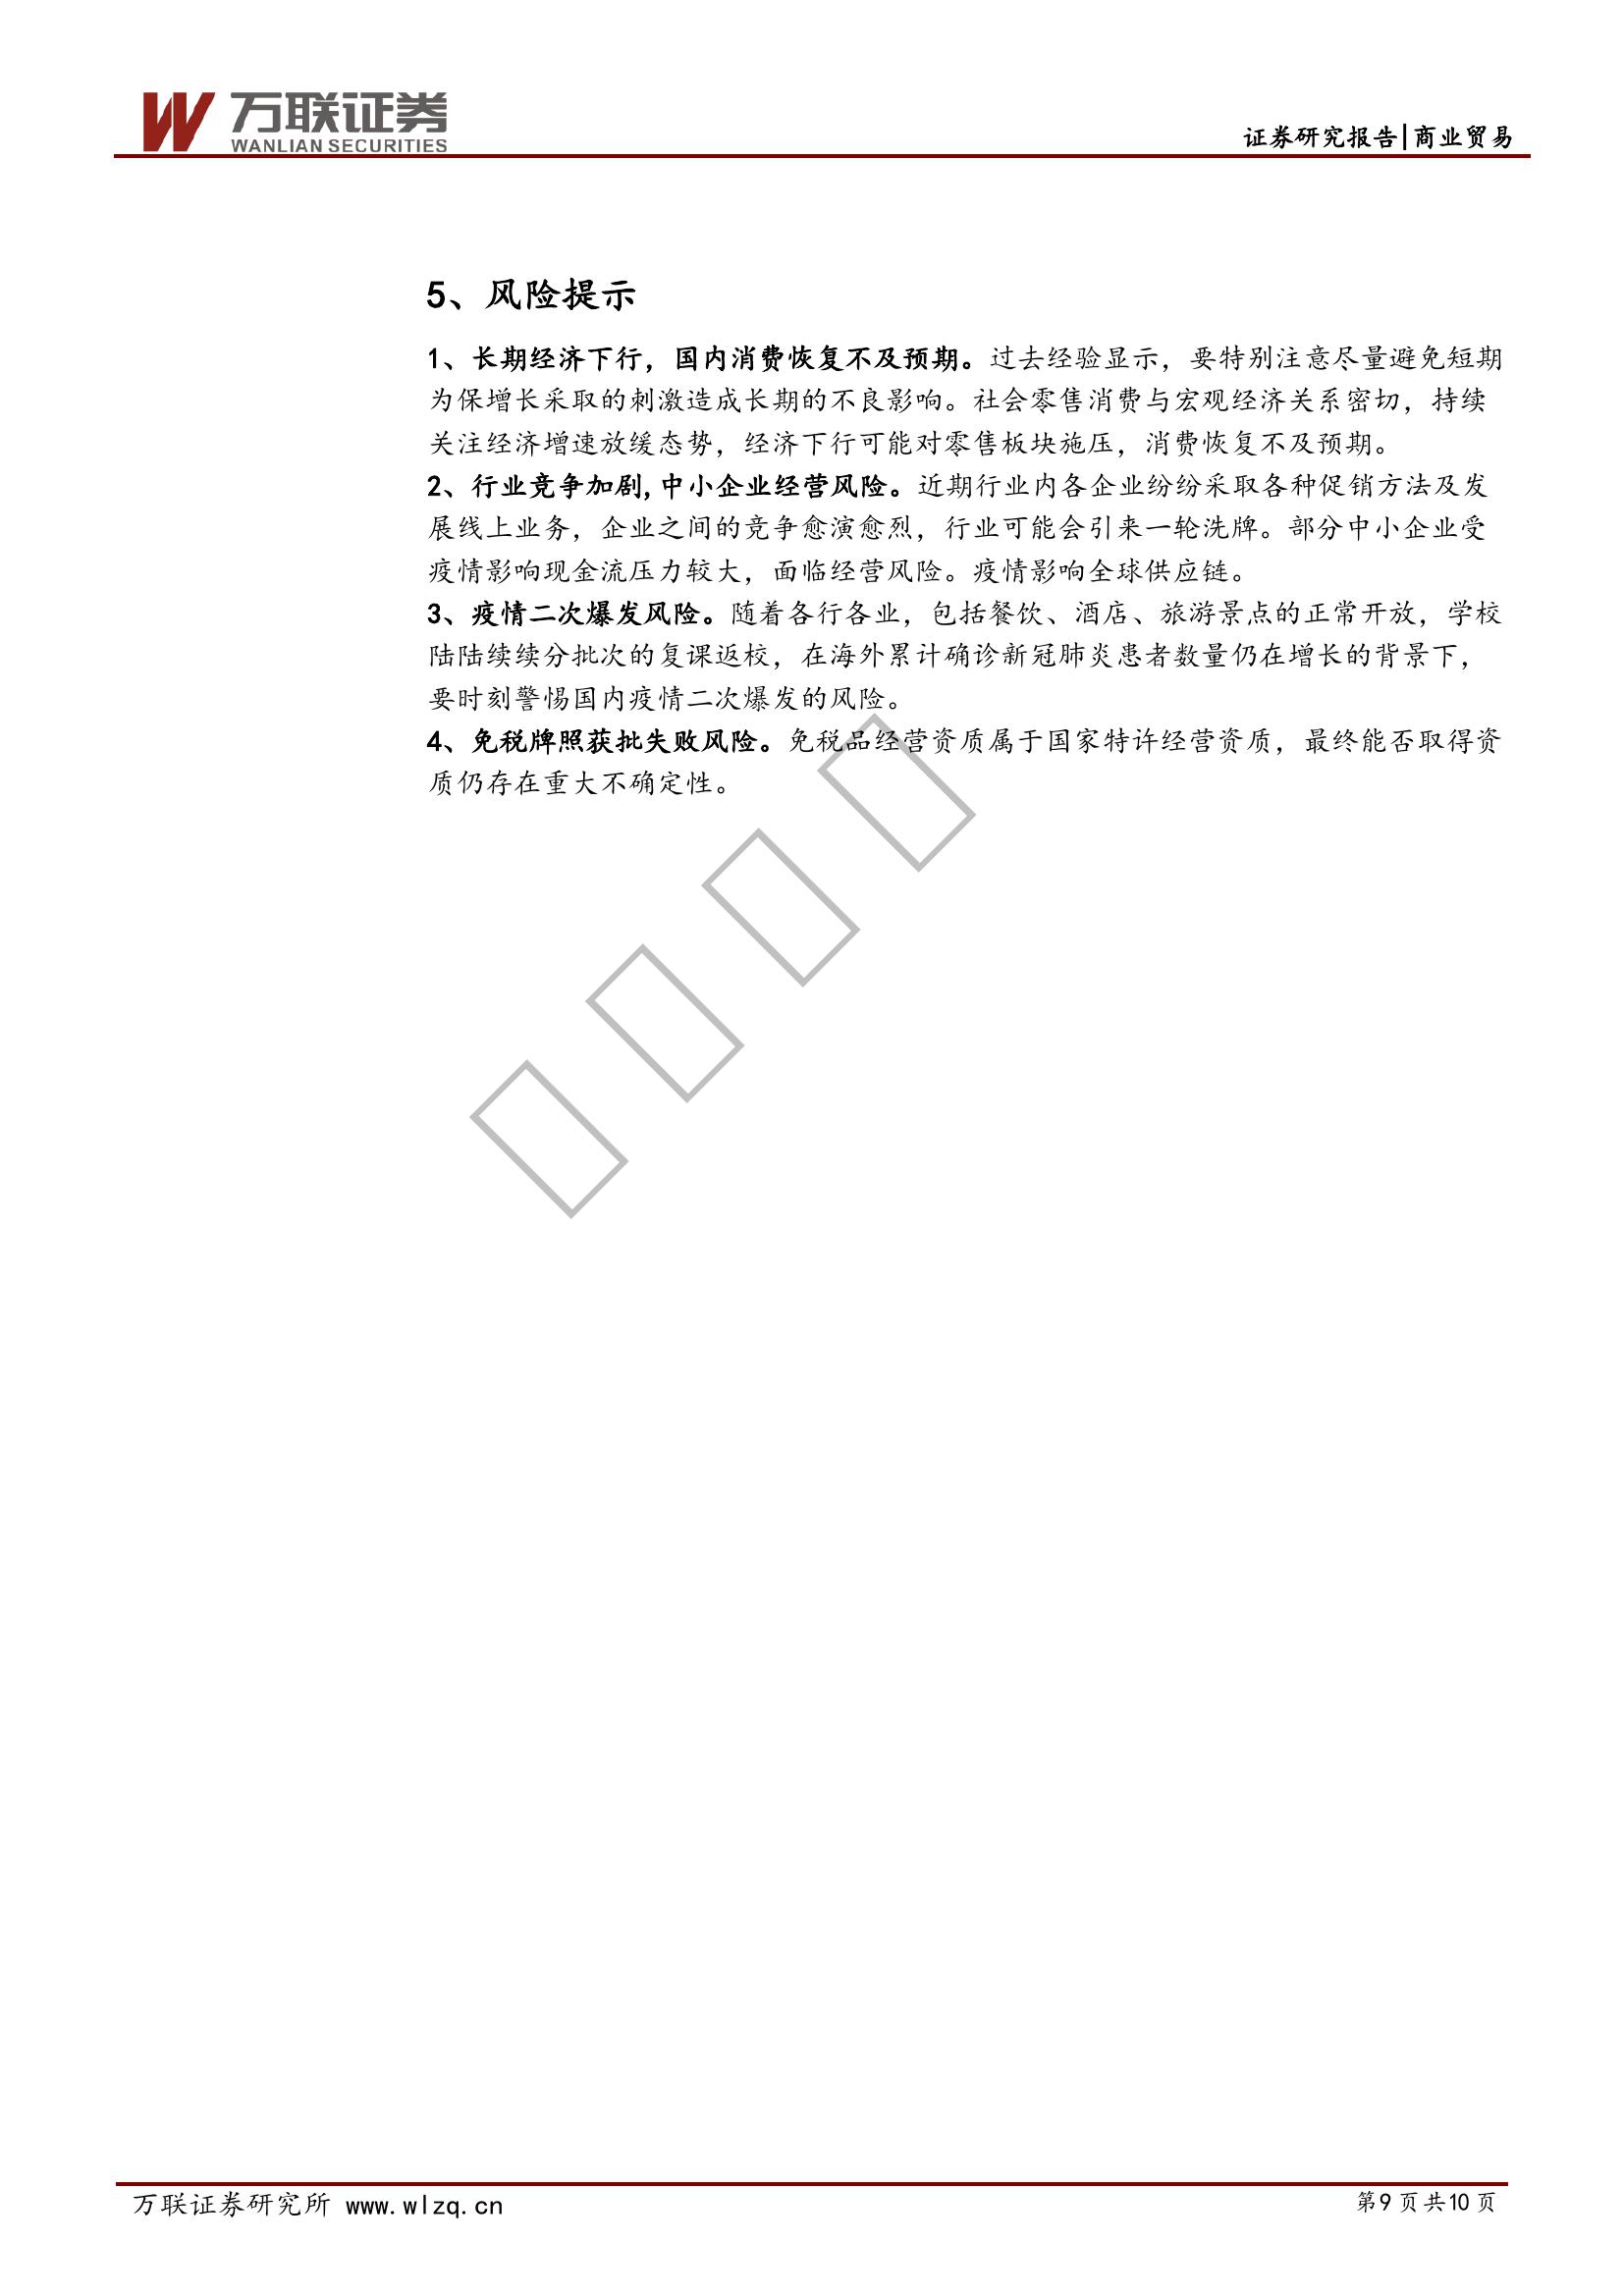 万联证券
WANLIAN SECURITIES
证券研究报告|商业贸易
5、风险提示
1、长期经济下行，国内消费恢复不及预期。过去经验显示，要特别注意尽量避免短期
为保增长采取的刺激造成长期的不良影响。社会零售消费与宏观经济关系密切，持续
关注经济增速放缓态势，经济下行可能对零售板块施压，消费恢复不及预期。
2、行业竞争加剧,中小企业经营风险。近期行业内各企业纷纷采取各种促销方法及发
展线上业务，企业之间的竞争愈演愈烈，行业可能会引来一轮洗牌。部分中小企业受
疫情影响现金流压力较大，面临经营风险。疫情影响全球供应链。
3、疫情二次爆发风险。随着各行各业，包括餐饮、酒店、旅游景点的正常开放，学校
陆陆续续分批次的复课返校，在海外累计确诊新冠肺炎患者数量仍在增长的背景下，
要时刻警惕国内疫情二次爆发的风险。
4、免税牌照获批失败风险。免税品经营资质属于国家特许经营资质，最终能否取得资
质仍存在重大不确定性。
万联证券研究所 www.wlzq.cn
第9页共10页